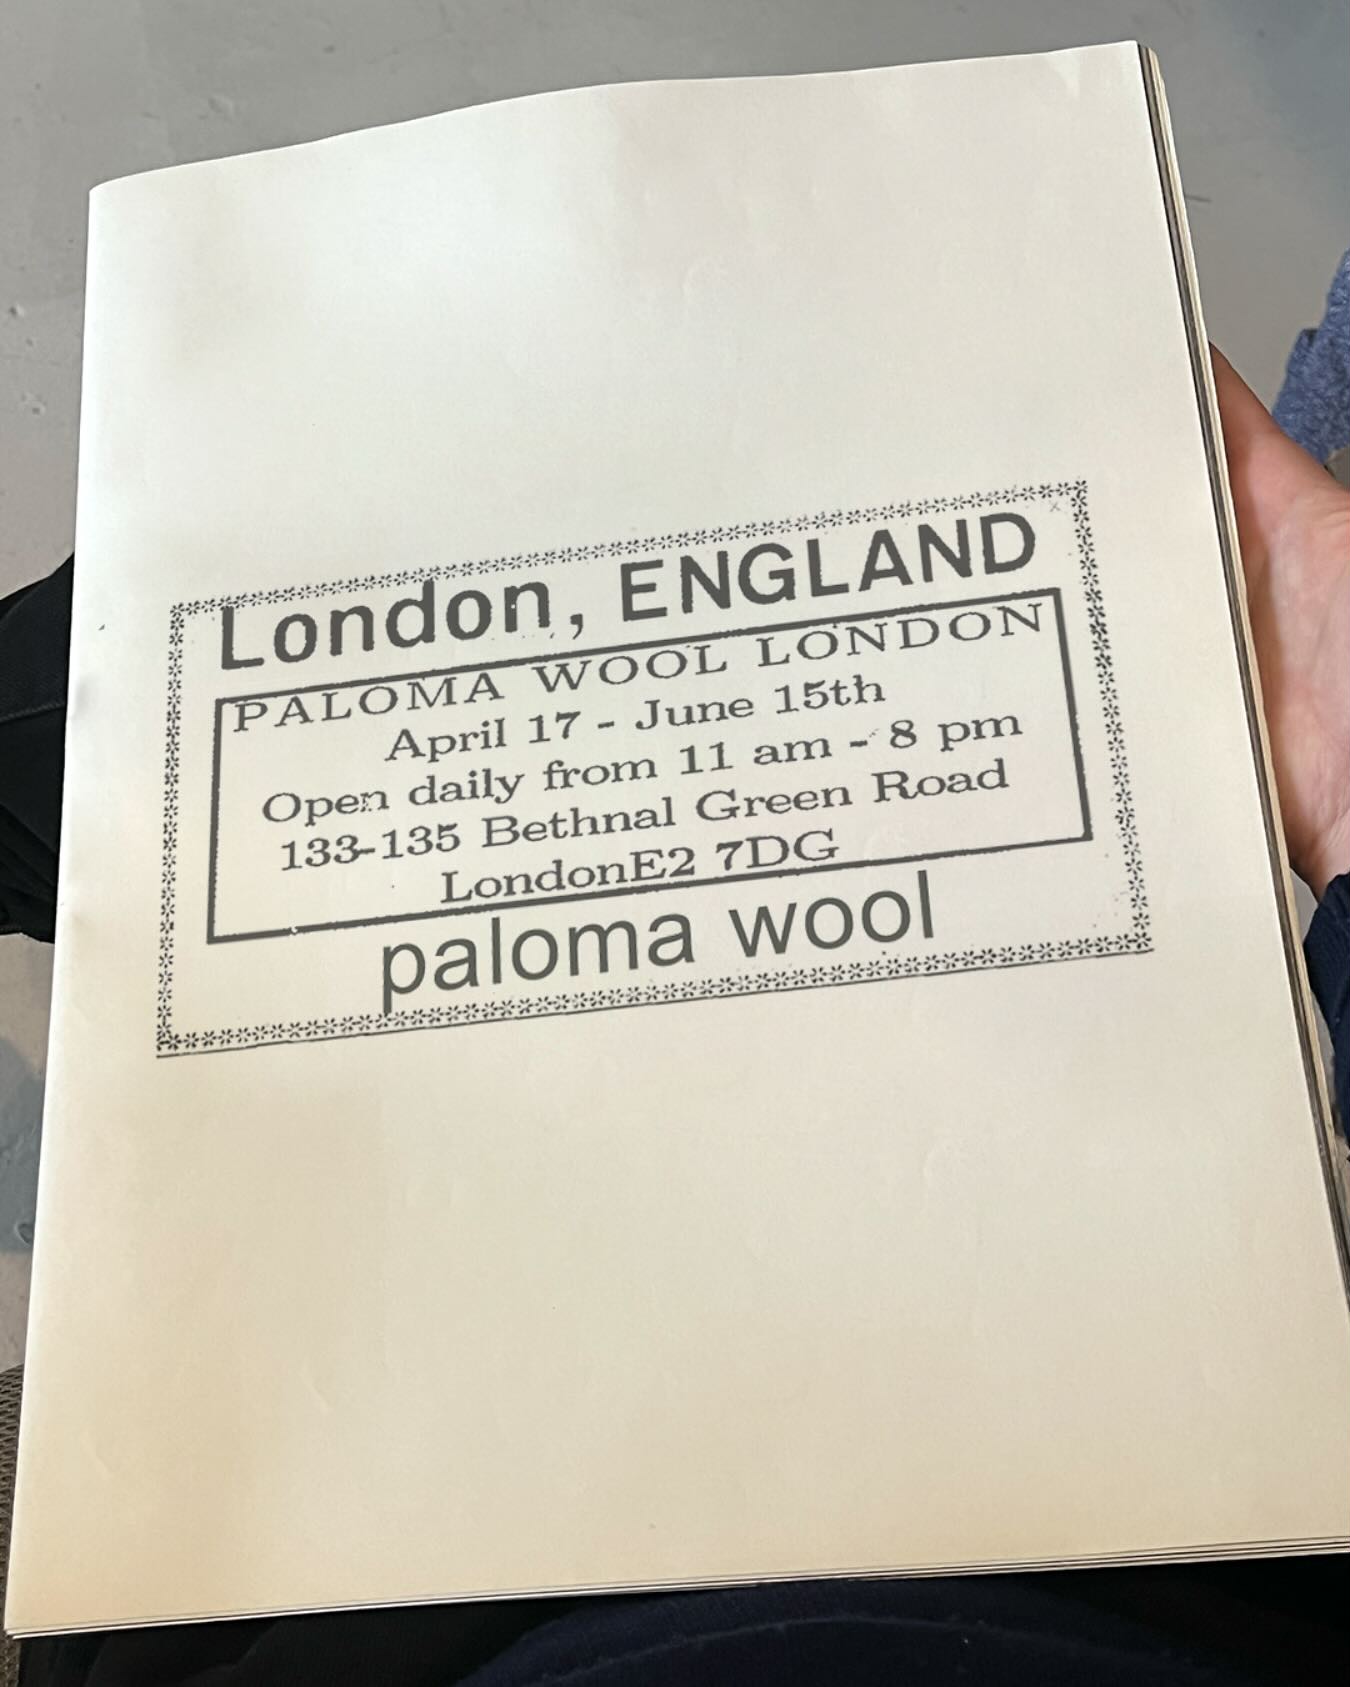 London, ENGLAND
PALOMA WOOL LONDON
April 17 - June 15th
Open daily from 11 am - 8 pm
133-135 Bethnal Green Road
LondonE2 7DG
paloma wool